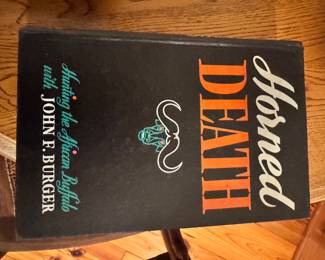 Horned
DEATH
Hunting the African Buffalo
with JOHN F. BURGER